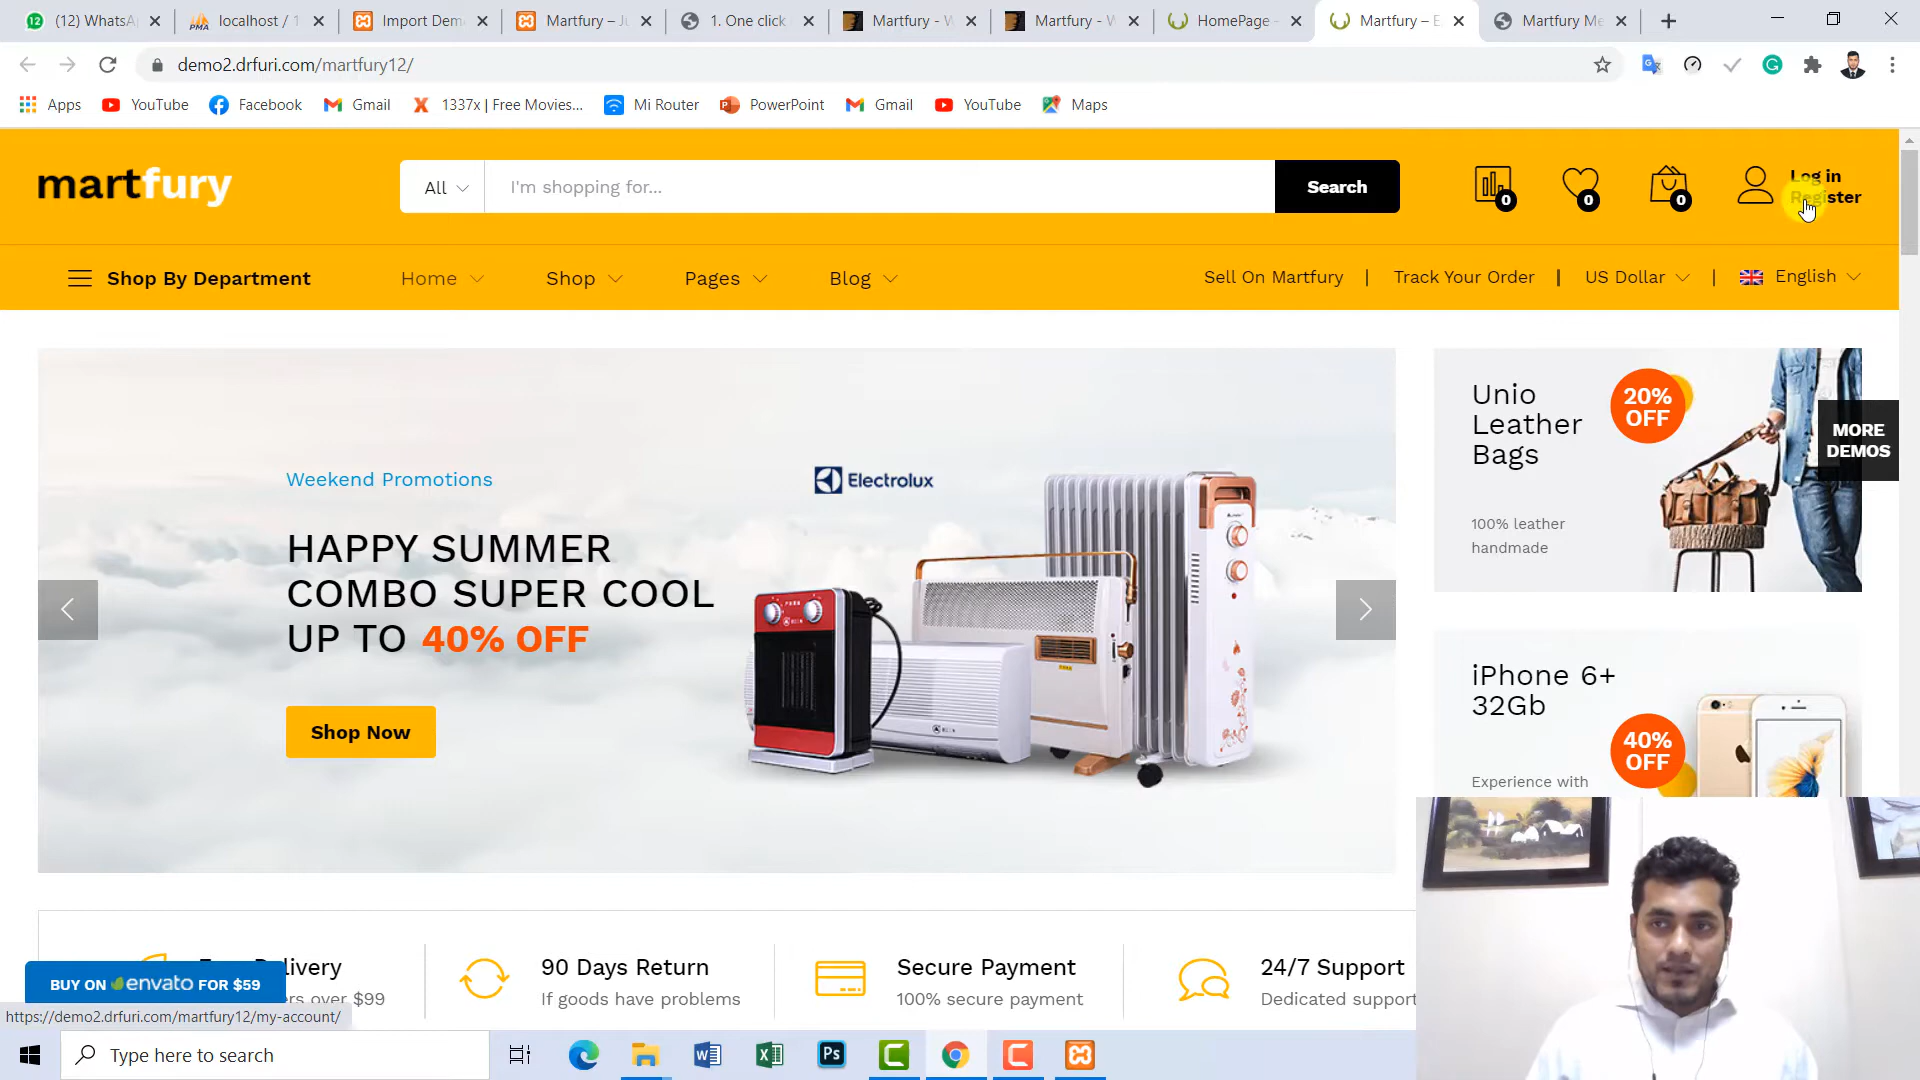 (12) WhatsA
localhost / 1
Import Dem
Martfury – Ju
1. One click
Martfury - W
Martfury - W
HomePage -
Martfury – E
Martfury Me
demo2.drfuri.com/martfury12/
Apps
YouTube
Facebook
Gmail
1337x | Free Movies...
Mi Router
PowerPoint
Gmail
YouTube
Maps
martfury
All
I'm shopping for...
Search
0
0
0
Log in
Register
Shop By Department
Home
Shop
Pages
Blog
Sell On Martfury | Track Your Order | US Dollar | English
Weekend Promotions
Electrolux
HAPPY SUMMER
COMBO SUPER COOL
UP TO 40% OFF
Shop Now
Unio
Leather
Bags
20%
OFF
100% leather
handmade
MORE
DEMOS
iPhone 6+
32Gb
40%
OFF
Experience with
Delivery
ers over $99
90 Days Return
If goods have problems
Secure Payment
100% secure payment
24/7 Support
Dedicated support
BUY ON envato FOR $59
https://demo2.drfuri.com/martfury12/my-account/
Type here to search